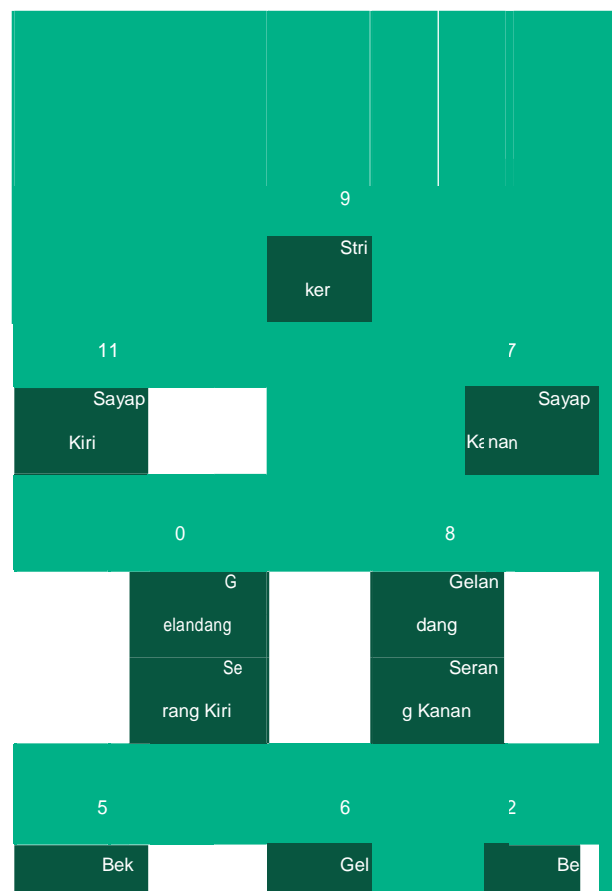 9
Stri
ker
11 7
Sayap Sayap
Kiri Kanan
0 8
G Gelan
elandang dang
Se Seran
rang Kiri g Kanan
5 6 2
Bek Gel Be